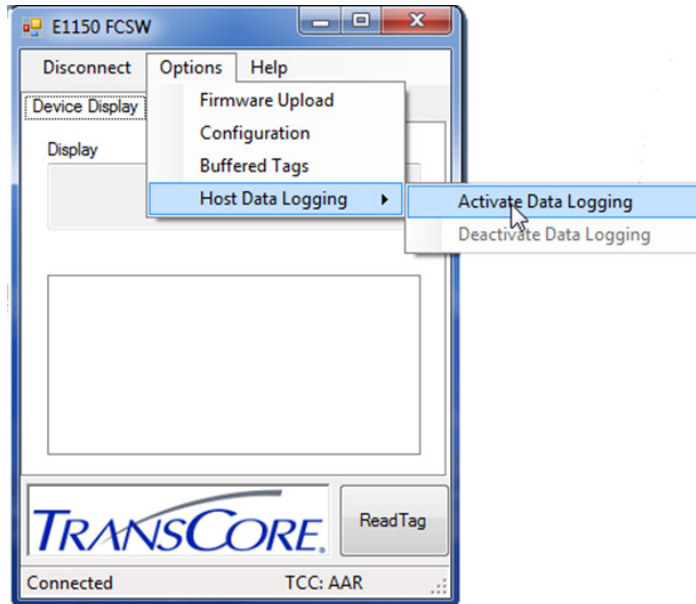 E1150 FCSW
Disconnect Options Help
Device Display
Firmware Upload
Configuration
Display
Buffered Tags
Host Data Logging
Activate Data Logging
Deactivate Data Logging
TRANSCORE.
ReadTag
Connected TCC: AAR